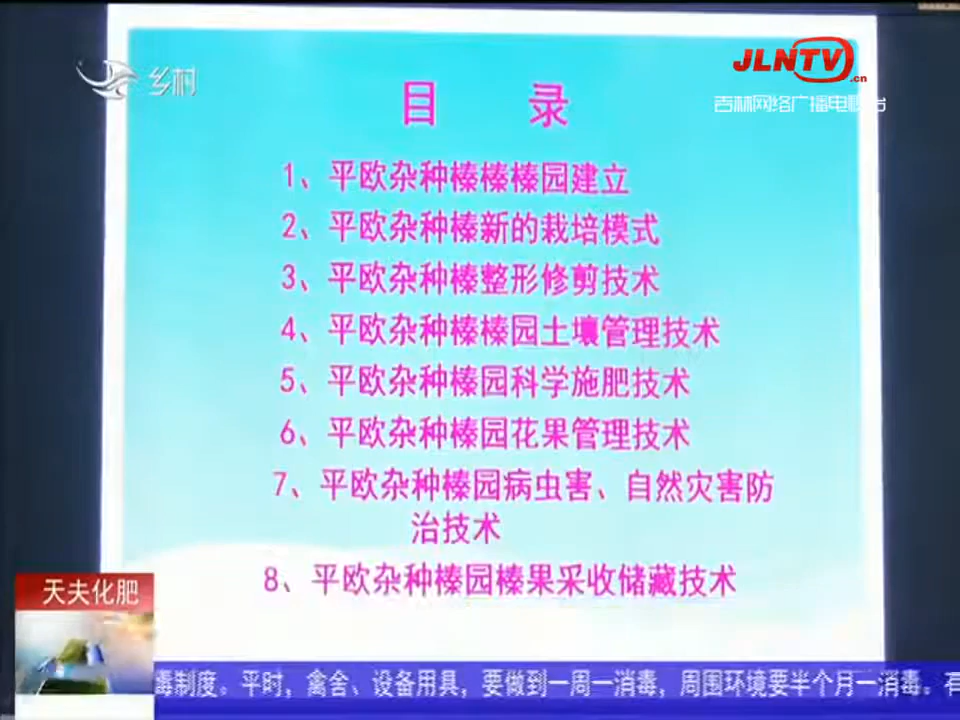 乡村
JLNTV.cn
吉林网络广播电视台
目 录
1、平欧杂种榛榛榛园建立
2、平欧杂种榛新的栽培模式
3、平欧杂种榛整形修剪技术
4、平欧杂种榛榛园土壤管理技术
5、平欧杂种榛园科学施肥技术
6、平欧杂种榛园花果管理技术
7、平欧杂种榛园病虫害、自然灾害防
治技术
8、平欧杂种榛园榛果采收储藏技术
天夫化肥
毒制度。平时，禽舍、设备用具，要做到一周一消毒，周围环境要半个月一消毒。有